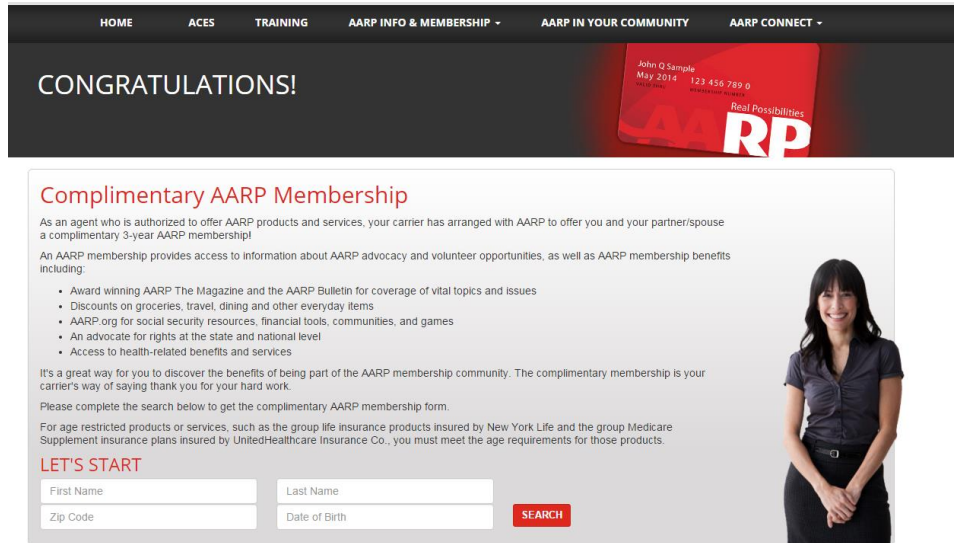 HOME ACES TRAINING AARP INFO & MEMBERSHIP AARP IN YOUR COMMUNITY AARP CONNECT
CONGRATULATIONS!
John Q Sample
May 2014 123 456 789 0
VALID THRU MEMBERSHIP NUMBER
Real Possibilities
AARP
Complimentary AARP Membership
As an agent who is authorized to offer AARP products and services, your carrier has arranged with AARP to offer you and your partner/spouse
a complimentary 3-year AARP membership!
An AARP membership provides access to information about AARP advocacy and volunteer opportunities, as well as AARP membership benefits
including:
• Award winning AARP The Magazine and the AARP Bulletin for coverage of vital topics and issues
• Discounts on groceries, travel, dining and other everyday items
• AARP.org for social security resources, financial tools, communities, and games
• An advocate for rights at the state and national level
• Access to health-related benefits and services
It's a great way for you to discover the benefits of being part of the AARP membership community. The complimentary membership is your
carrier's way of saying thank you for your hard work.
Please complete the search below to get the complimentary AARP membership form.
For age restricted products or services, such as the group life insurance products insured by New York Life and the group Medicare
Supplement insurance plans insured by UnitedHealthcare Insurance Co., you must meet the age requirements for those products.
LET'S START
First Name Last Name
Zip Code Date of Birth SEARCH